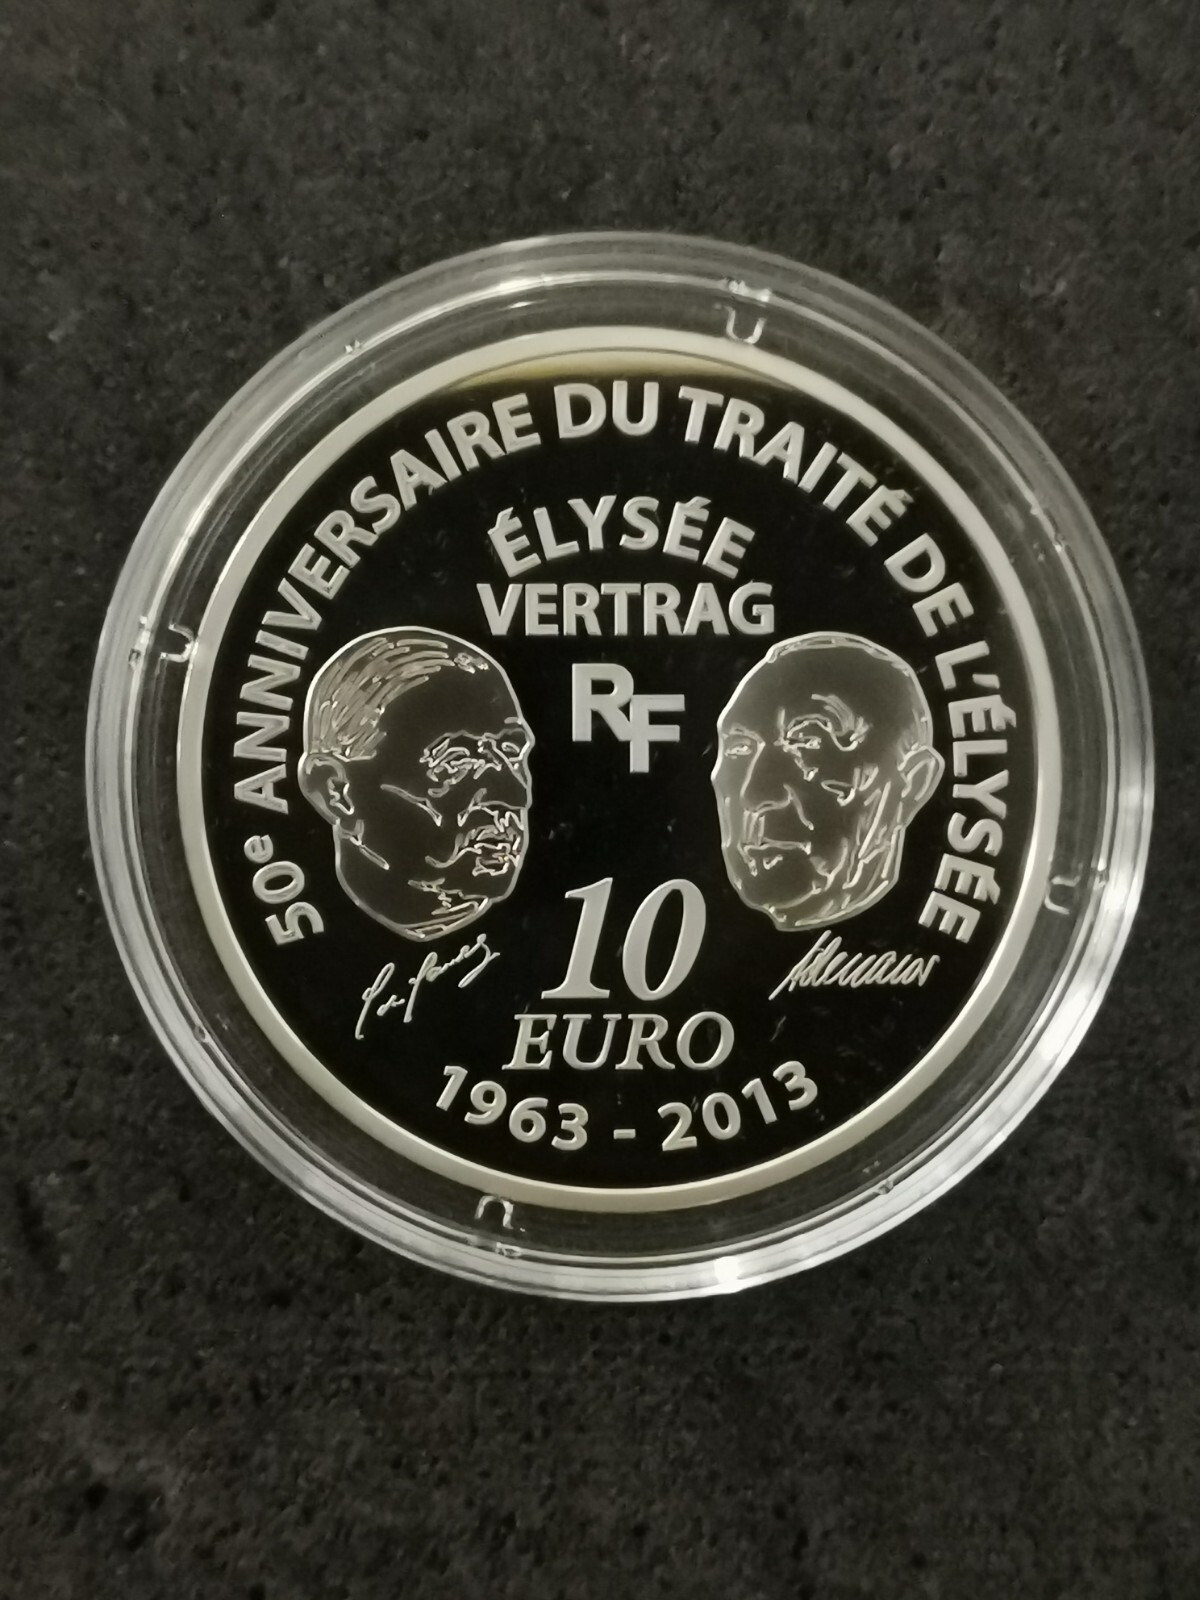 50e ANNIVERSAIRE DU TRAITÉ DE L'ÉLYSÉE
ÉLYSÉE
VERTRAG
RF
10
EURO
1963 - 2013